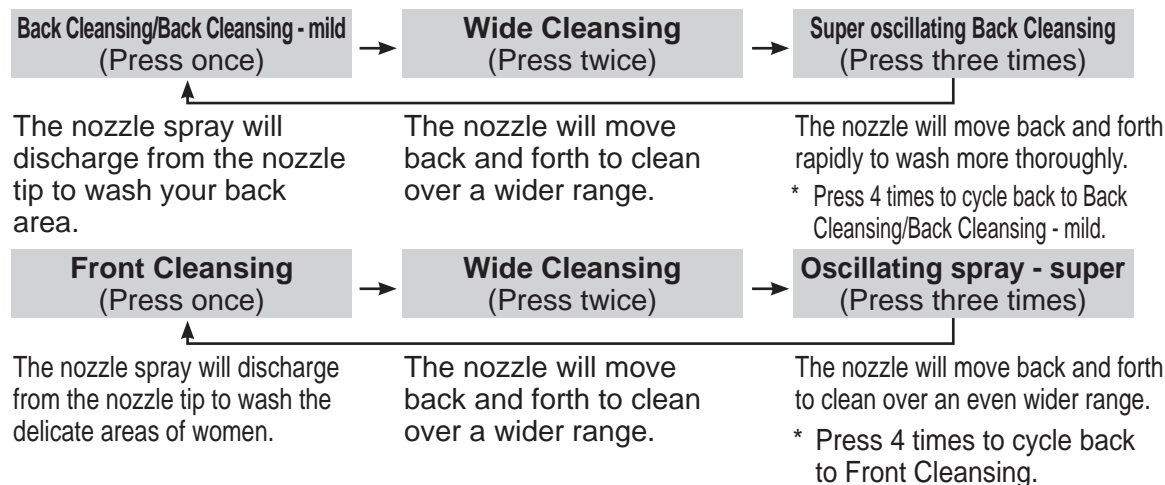 Back Cleansing/Back Cleansing - mild
(Press once)
Wide Cleansing
(Press twice)
Super oscillating Back Cleansing
(Press three times)
The nozzle spray will
discharge from the nozzle
tip to wash your back
area.
The nozzle will move
back and forth to clean
over a wider range.
The nozzle will move back and forth
rapidly to wash more thoroughly.
* Press 4 times to cycle back to Back
Cleansing/Back Cleansing - mild.
Front Cleansing
(Press once)
Wide Cleansing
(Press twice)
Oscillating spray - super
(Press three times)
The nozzle spray will discharge
from the nozzle tip to wash the
delicate areas of women.
The nozzle will move
back and forth to clean
over a wider range.
The nozzle will move back and forth
to clean over an even wider range.
* Press 4 times to cycle back
to Front Cleansing.